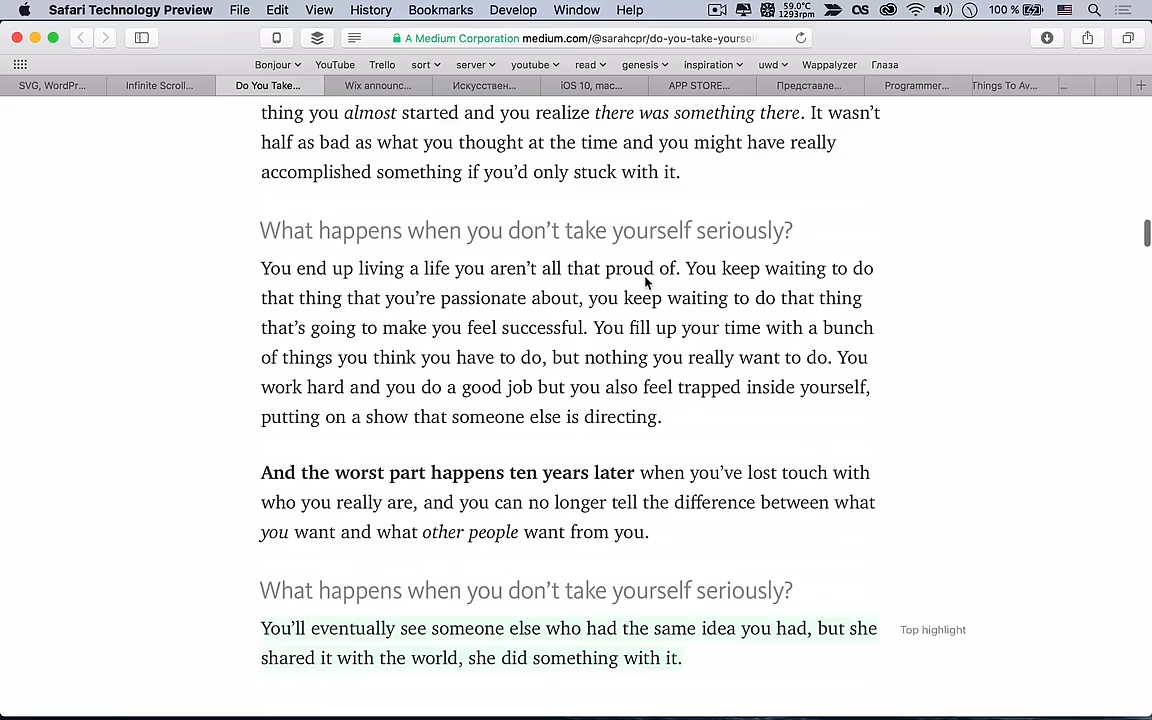 Safari Technology Preview File Edit View History Bookmarks Develop Window Help 59.0°C 1293rpm OS 100 %
A Medium Corporation medium.com/@sarahcpr/do-you-take-yoursel
Bonjour YouTube Trello sort server youtube read genesis inspiration uwd Wappalyzer Глаза
SVG, WordPr... Infinite Scroll... Do You Take... Wix announc... Искусствен... iOS 10, mac... APP STORE... Представле... Programmer... Things To Av... ...
thing you almost started and you realize there was something there. It wasn’t
half as bad as what you thought at the time and you might have really
accomplished something if you’d only stuck with it.
What happens when you don’t take yourself seriously?
You end up living a life you aren’t all that proud of. You keep waiting to do
that thing that you’re passionate about, you keep waiting to do that thing
that’s going to make you feel successful. You fill up your time with a bunch
of things you think you have to do, but nothing you really want to do. You
work hard and you do a good job but you also feel trapped inside yourself,
putting on a show that someone else is directing.
And the worst part happens ten years later when you’ve lost touch with
who you really are, and you can no longer tell the difference between what
you want and what other people want from you.
What happens when you don’t take yourself seriously?
You’ll eventually see someone else who had the same idea you had, but she
Top highlight
shared it with the world, she did something with it.